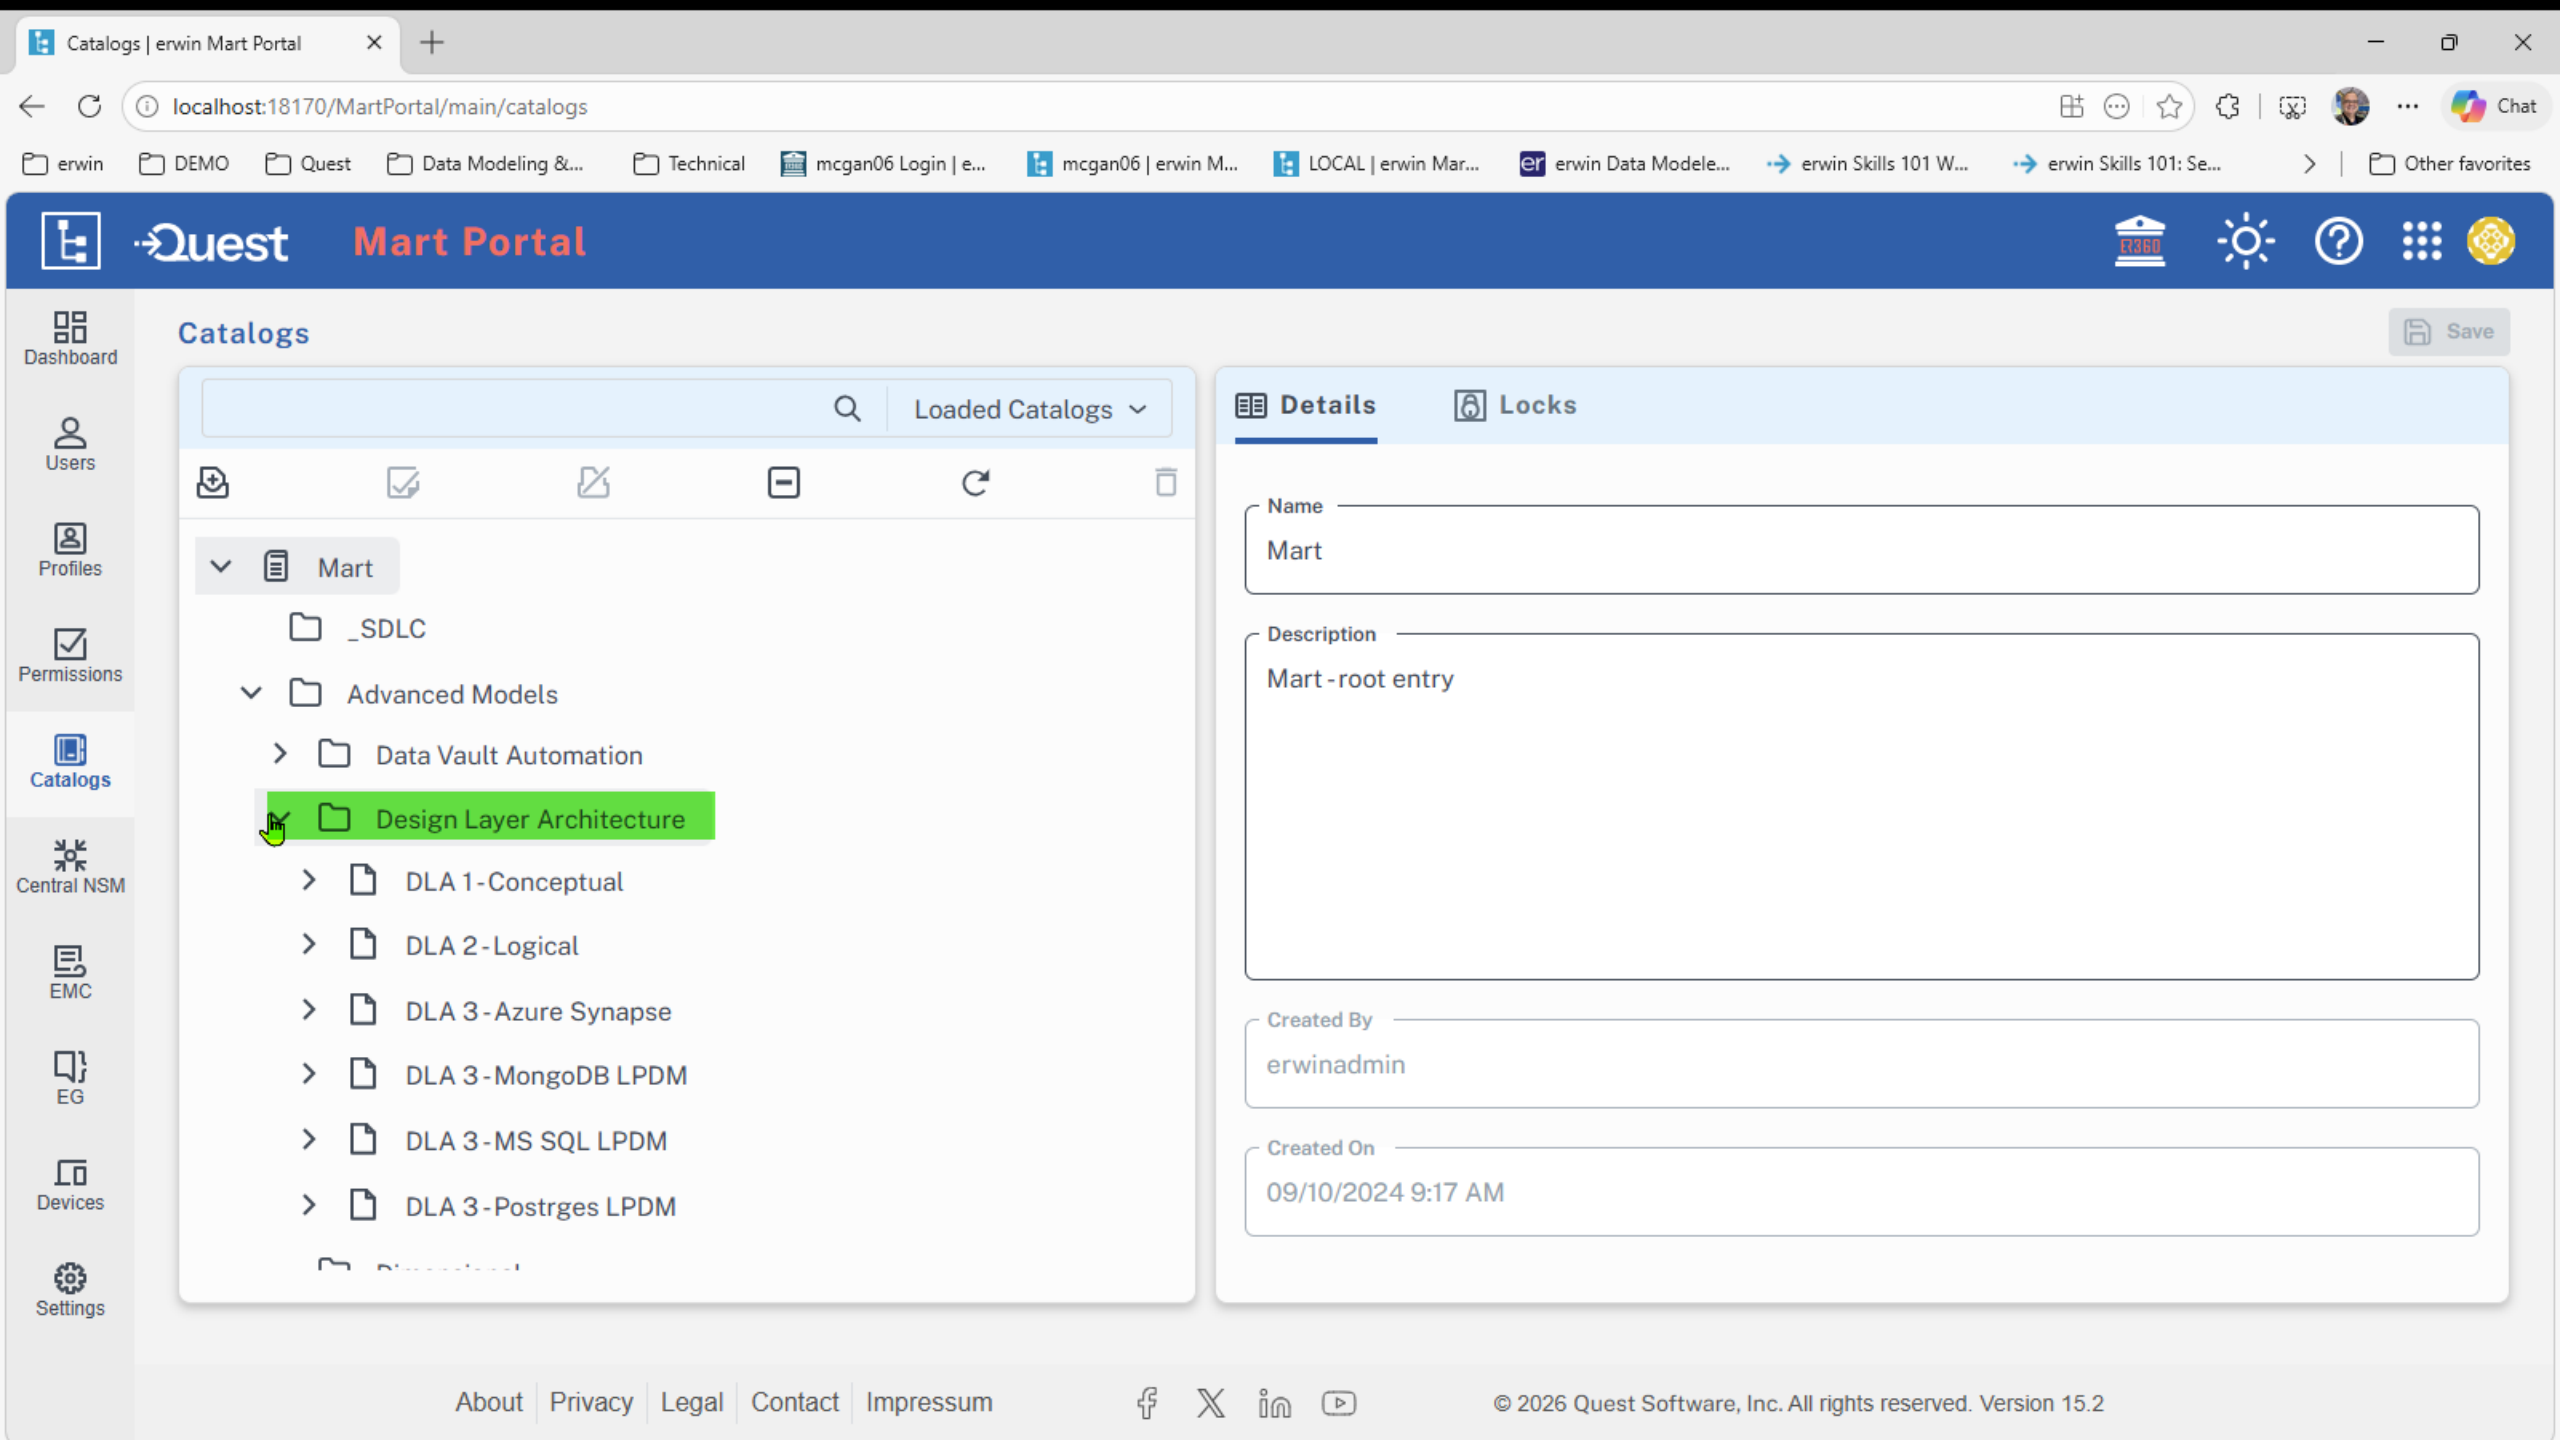 Catalogs | erwin Mart Portal
localhost:18170/MartPortal/main/catalogs
Chat
erwin
DEMO
Quest
Data Modeling &...
Technical
mcgan06 Login | e...
mcgan06 | erwin M...
LOCAL | erwin Mar...
er erwin Data Modele...
erwin Skills 101 W...
erwin Skills 101: Se...
Other favorites
Quest
Mart Portal
ER360
Dashboard
Users
Profiles
Permissions
Catalogs
Central NSM
EMC
EG
Devices
Settings
Catalogs
Save
Loaded Catalogs
Mart
_SDLC
Advanced Models
Data Vault Automation
Design Layer Architecture
DLA 1 - Conceptual
DLA 2 - Logical
DLA 3 - Azure Synapse
DLA 3 - MongoDB LPDM
DLA 3 - MS SQL LPDM
DLA 3 - Postrges LPDM
Details
Locks
Name
Mart
Description
Mart - root entry
Created By
erwinadmin
Created On
09/10/2024 9:17 AM
About
Privacy
Legal
Contact
Impressum
© 2026 Quest Software, Inc. All rights reserved. Version 15.2